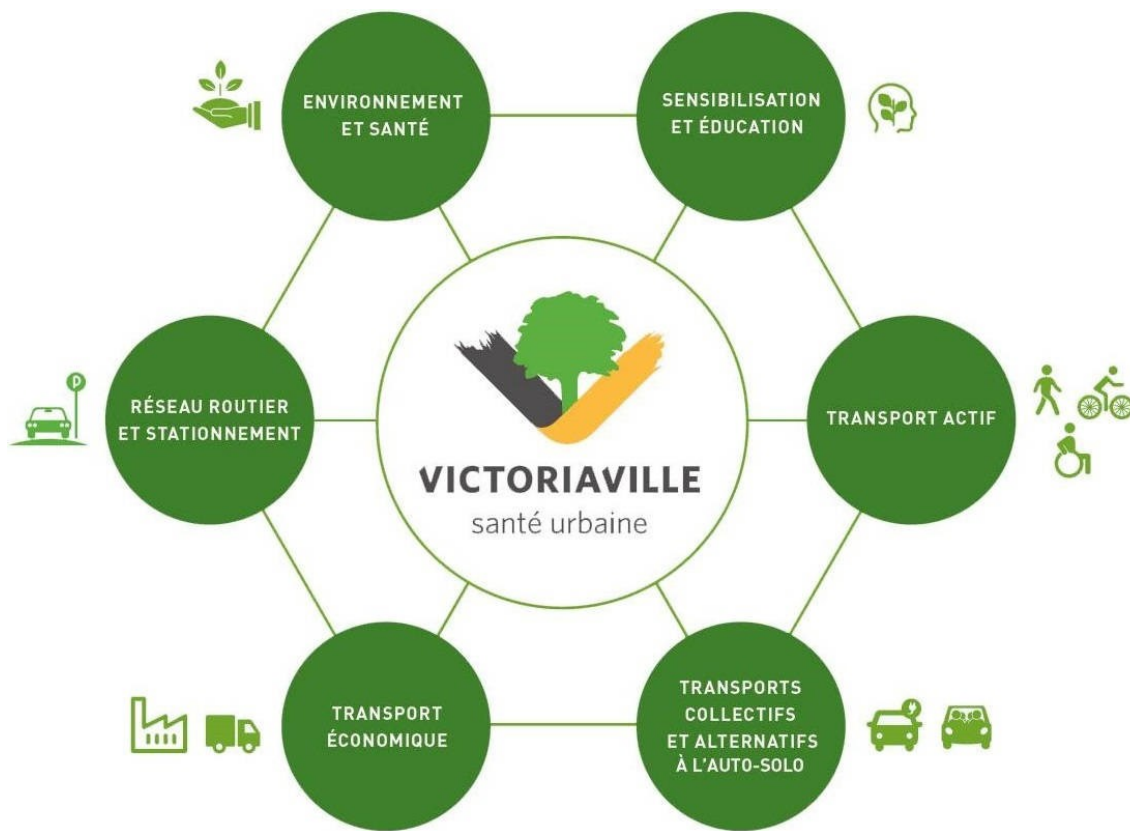 ENVIRONNEMENT
ET SANTÉ
SENSIBILISATION
ET ÉDUCATION
P
RÉSEAU ROUTIER
ET STATIONNEMENT
TRANSPORT ACTIF
VICTORIAVILLE
santé urbaine
TRANSPORT
ÉCONOMIQUE
TRANSPORTS
COLLECTIFS
ET ALTERNATIFS
À L'AUTO-SOLO